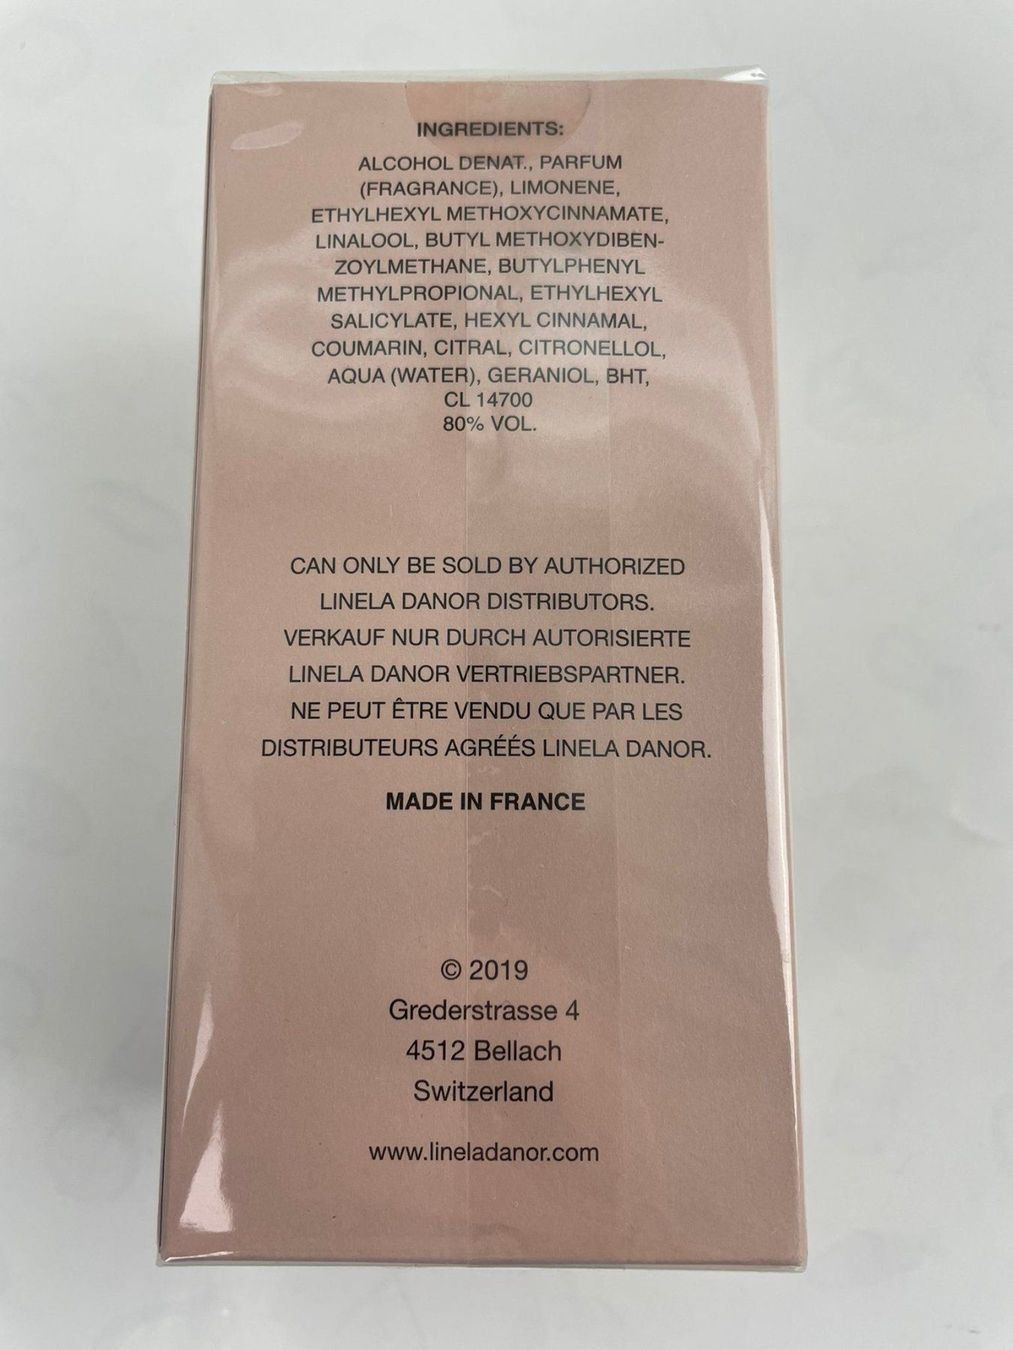 INGREDIENTS:
ALCOHOL DENAT., PARFUM
(FRAGRANCE), LIMONENE,
ETHYLHEXYL METHOXYCINNAMATE,
LINALOOL, BUTYL METHOXYDIBEN-
ZOYLMETHANE, BUTYLPHENYL
METHYLPROPIONAL, ETHYLHEXYL
SALICYLATE, HEXYL CINNAMAL,
COUMARIN, CITRAL, CITRONELLOL,
AQUA (WATER), GERANIOL, BHT,
CL 14700
80% VOL.
CAN ONLY BE SOLD BY AUTHORIZED
LINELA DANOR DISTRIBUTORS.
VERKAUF NUR DURCH AUTORISIERTE
LINELA DANOR VERTRIEBSPARTNER.
NE PEUT ÊTRE VENDU QUE PAR LES
DISTRIBUTEURS AGRÉÉS LINELA DANOR.
MADE IN FRANCE
© 2019
Grederstrasse 4
4512 Bellach
Switzerland
www.lineladanor.com